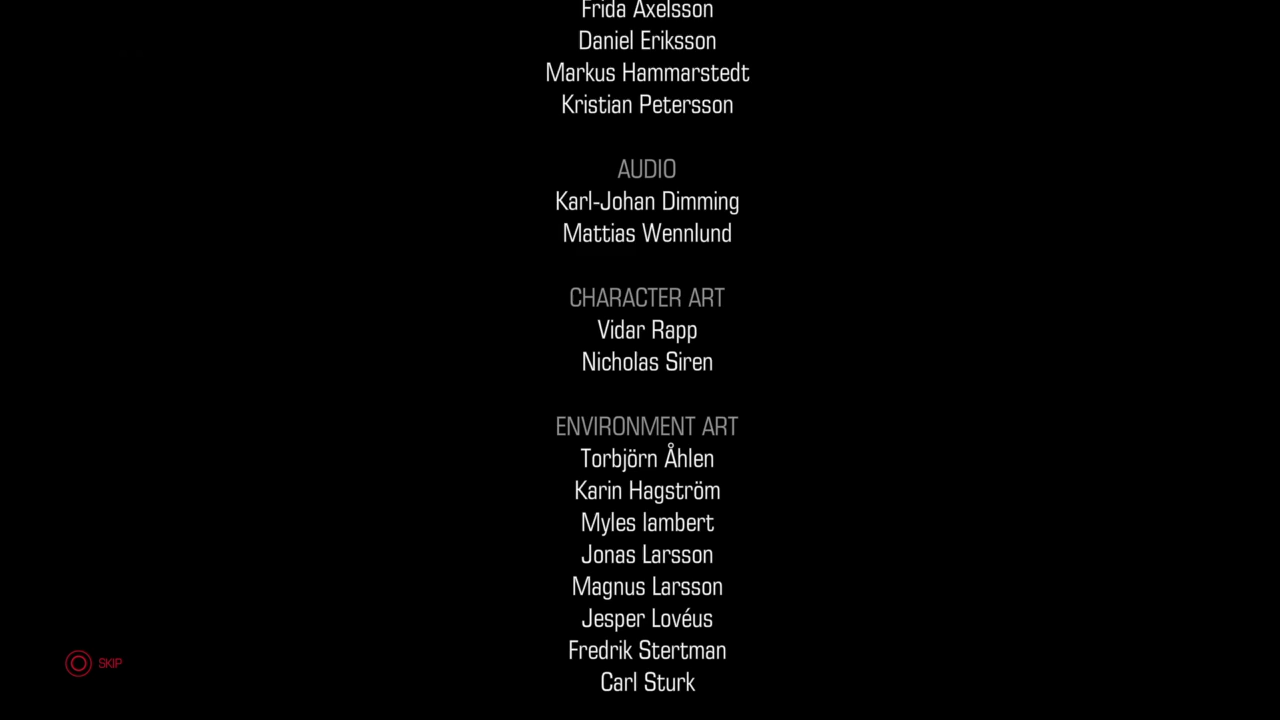 Frida Axelsson
Daniel Eriksson
Markus Hammarstedt
Kristian Petersson
AUDIO
Karl-Johan Dimming
Mattias Wennlund
CHARACTER ART
Vidar Rapp
Nicholas Siren
ENVIRONMENT ART
Torbjörn Åhlen
Karin Hagström
Myles lambert
Jonas Larsson
Magnus Larsson
Jesper Lovéus
Fredrik Stertman
Carl Sturk
SKIP